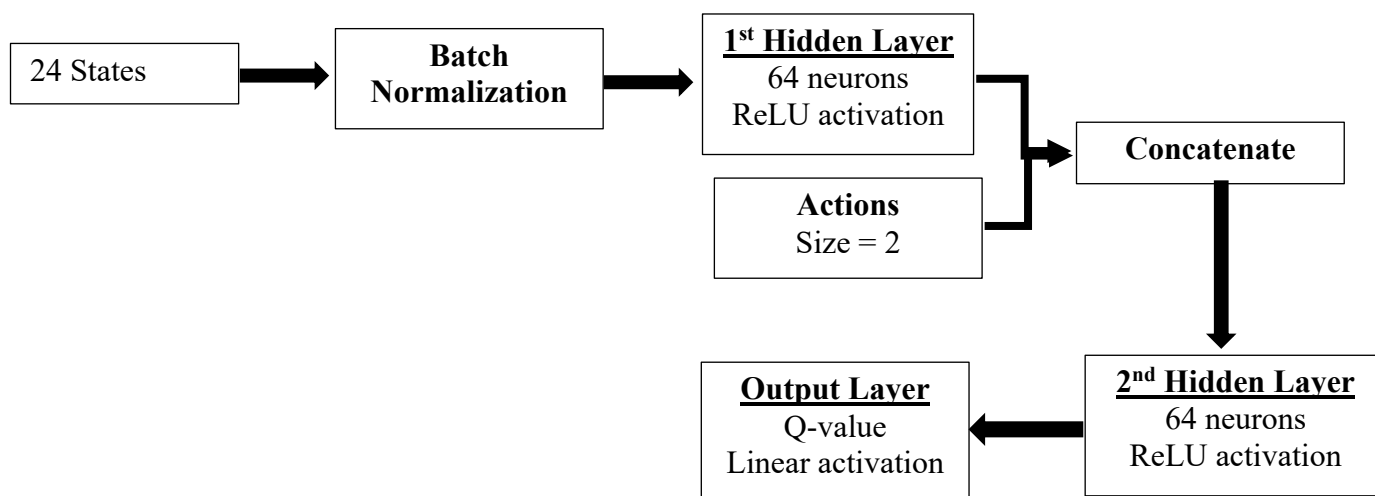 24 States
Batch
Normalization
1st Hidden Layer
64 neurons
ReLU activation
Actions
Size = 2
Concatenate
2nd Hidden Layer
64 neurons
ReLU activation
Output Layer
Q-value
Linear activation